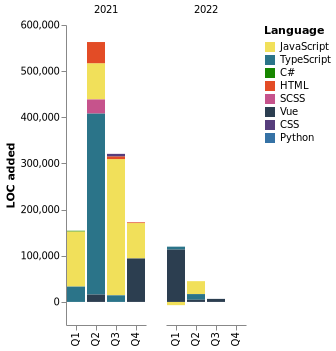 2021
2022
LOC added
600,000
500,000
400,000
300,000
200,000
100,000
0
Q1
Q2
Q3
Q4
Q1
Q2
Q3
Q4
Language
JavaScript
TypeScript
C#
HTML
SCSS
Vue
CSS
Python